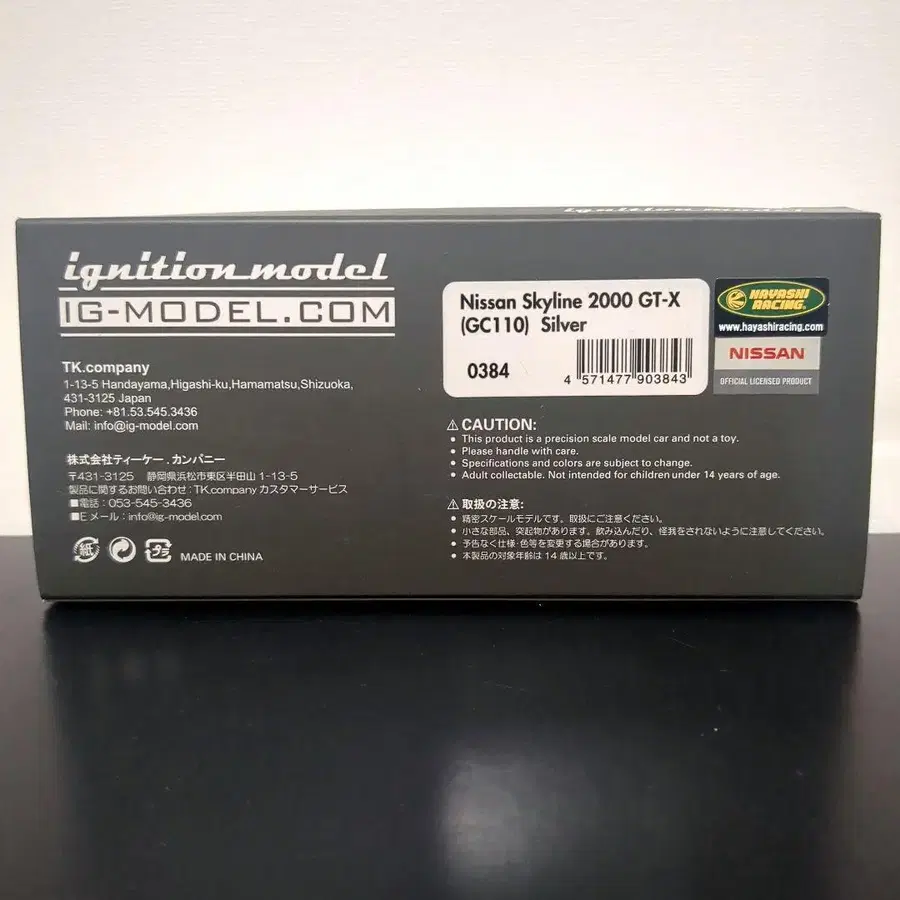 ignition model
ignition model
IG-MODEL.COM
TK.company
1-13-5 Handayama,Higashi-ku,Hamamatsu,Shizuoka,
431-3125 Japan
Phone: +81.53.545.3436
Mail: info@ig-model.com
株式会社ティーケー.カンパニー
〒431-3125 静岡県浜松市東区半田山1-13-5
製品に関するお問い合わせ:TK.company カスタマーサービス
■電話:053-545-3436
■Eメール:info@ig-model.com
紙
プラ
MADE IN CHINA
Nissan Skyline 2000 GT-X
(GC110) Silver
0384
4 571477 903843
HAYASHI
RACING.
www.hayashiracing.com
NISSAN
OFFICIAL LICENSED PRODUCT
⚠CAUTION:
• This product is a precision scale model car and not a toy.
• Please handle with care.
• Specifications and colors are subject to change.
• Adult collectable. Not intended for children under 14 years of age.
⚠取扱の注意:
• 精密スケールモデルです。取扱にご注意ください。
• 小さな部品、突起物があります。飲み込んだり、怪我をされないように注意してください。
• 予告なく仕様・色等を変更する場合があります。
• 本製品の対象年齢は14歳以上です。